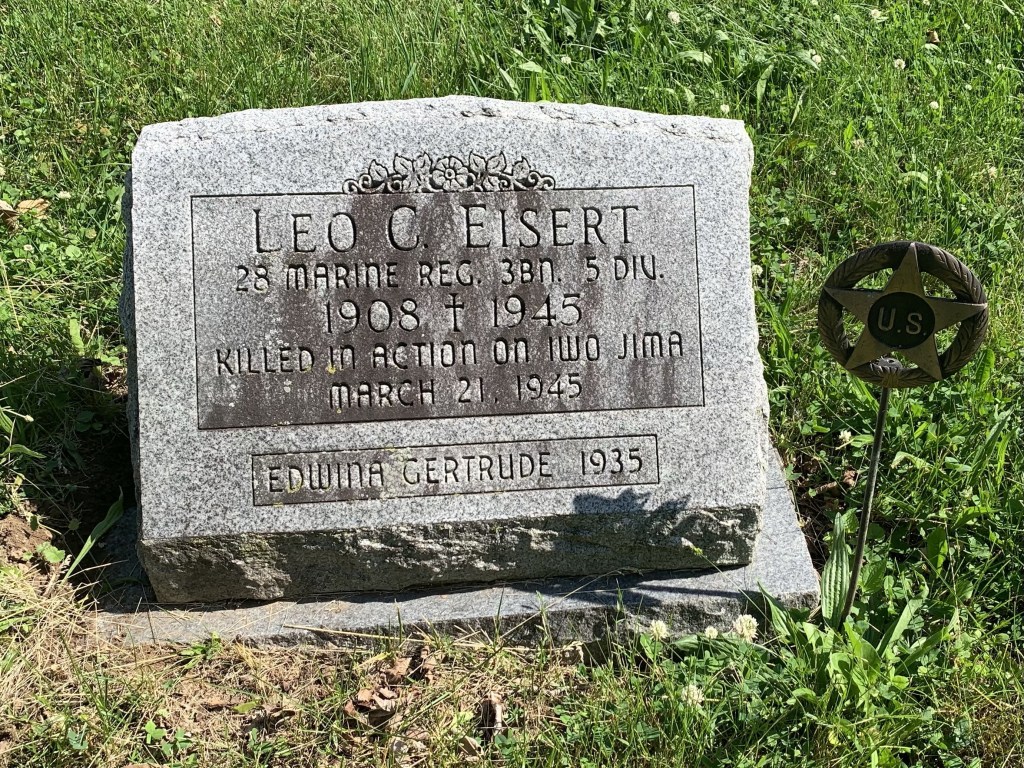 LEO C. EISERT
28 MARINE REG. 3BN. 5 DIV.
1908 † 1945
KILLED IN ACTION ON IWO JIMA
MARCH 21, 1945
EDWINA GERTRUDE 1935
U.S.